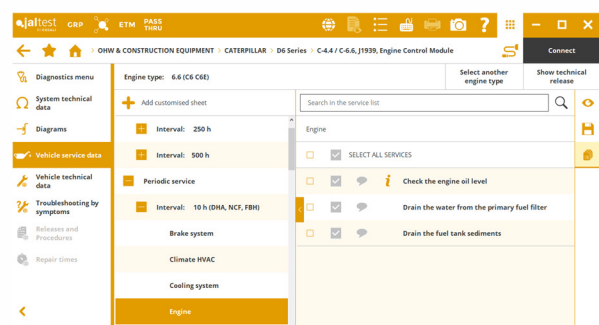 jaltest GRP ETM PASS THRU
OHW & CONSTRUCTION EQUIPMENT > CATERPILLAR > D6 Series > C-4.4 / C-6.6, J1939, Engine Control Module
Connect
Diagnostics menu
System technical data
Diagrams
Vehicle service data
Vehicle technical data
Troubleshooting by symptoms
Releases and Procedures
Repair times
Engine type: 6.6 (C6 C6E)
Select another engine type
Show technical release
Add customised sheet
Interval: 250 h
Interval: 500 h
Periodic service
Interval: 10 h (DHA, NCF, FBH)
Brake system
Climate HVAC
Cooling system
Engine
Search in the service list
Engine
SELECT ALL SERVICES
Check the engine oil level
Drain the water from the primary fuel filter
Drain the fuel tank sediments